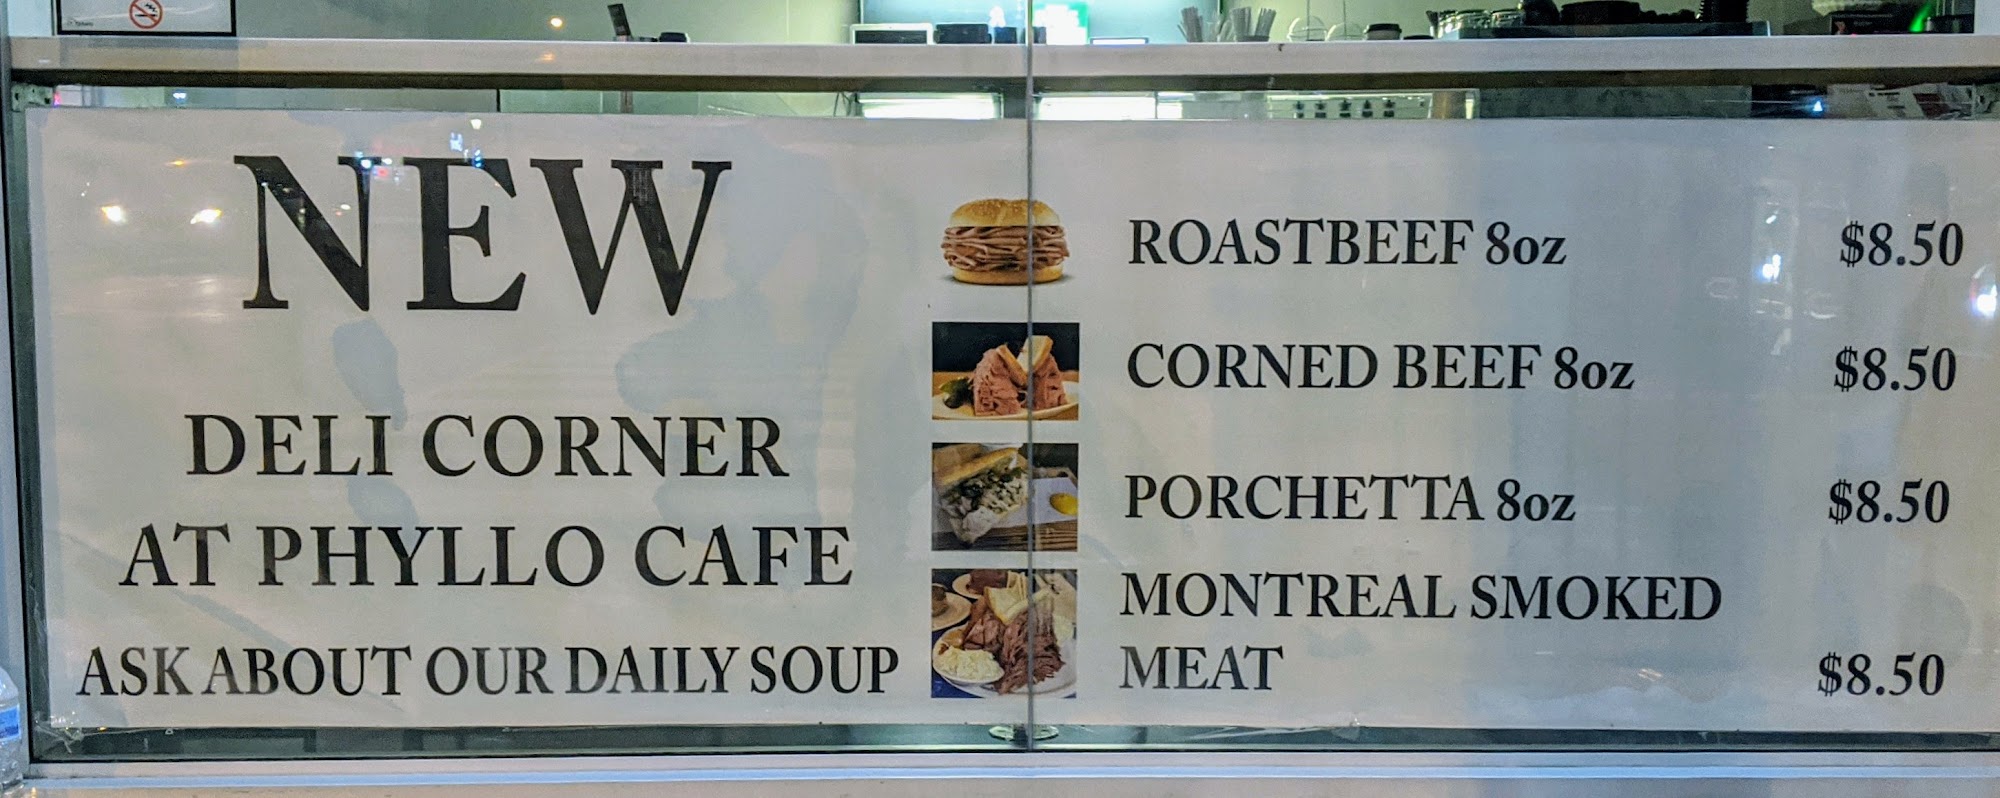 NEW
DELI CORNER
AT PHYLLO CAFE
ASK ABOUT OUR DAILY SOUP
ROASTBEEF 8oz $8.50
CORNED BEEF 8oz $8.50
PORCHETTA 8oz $8.50
MONTREAL SMOKED
MEAT $8.50